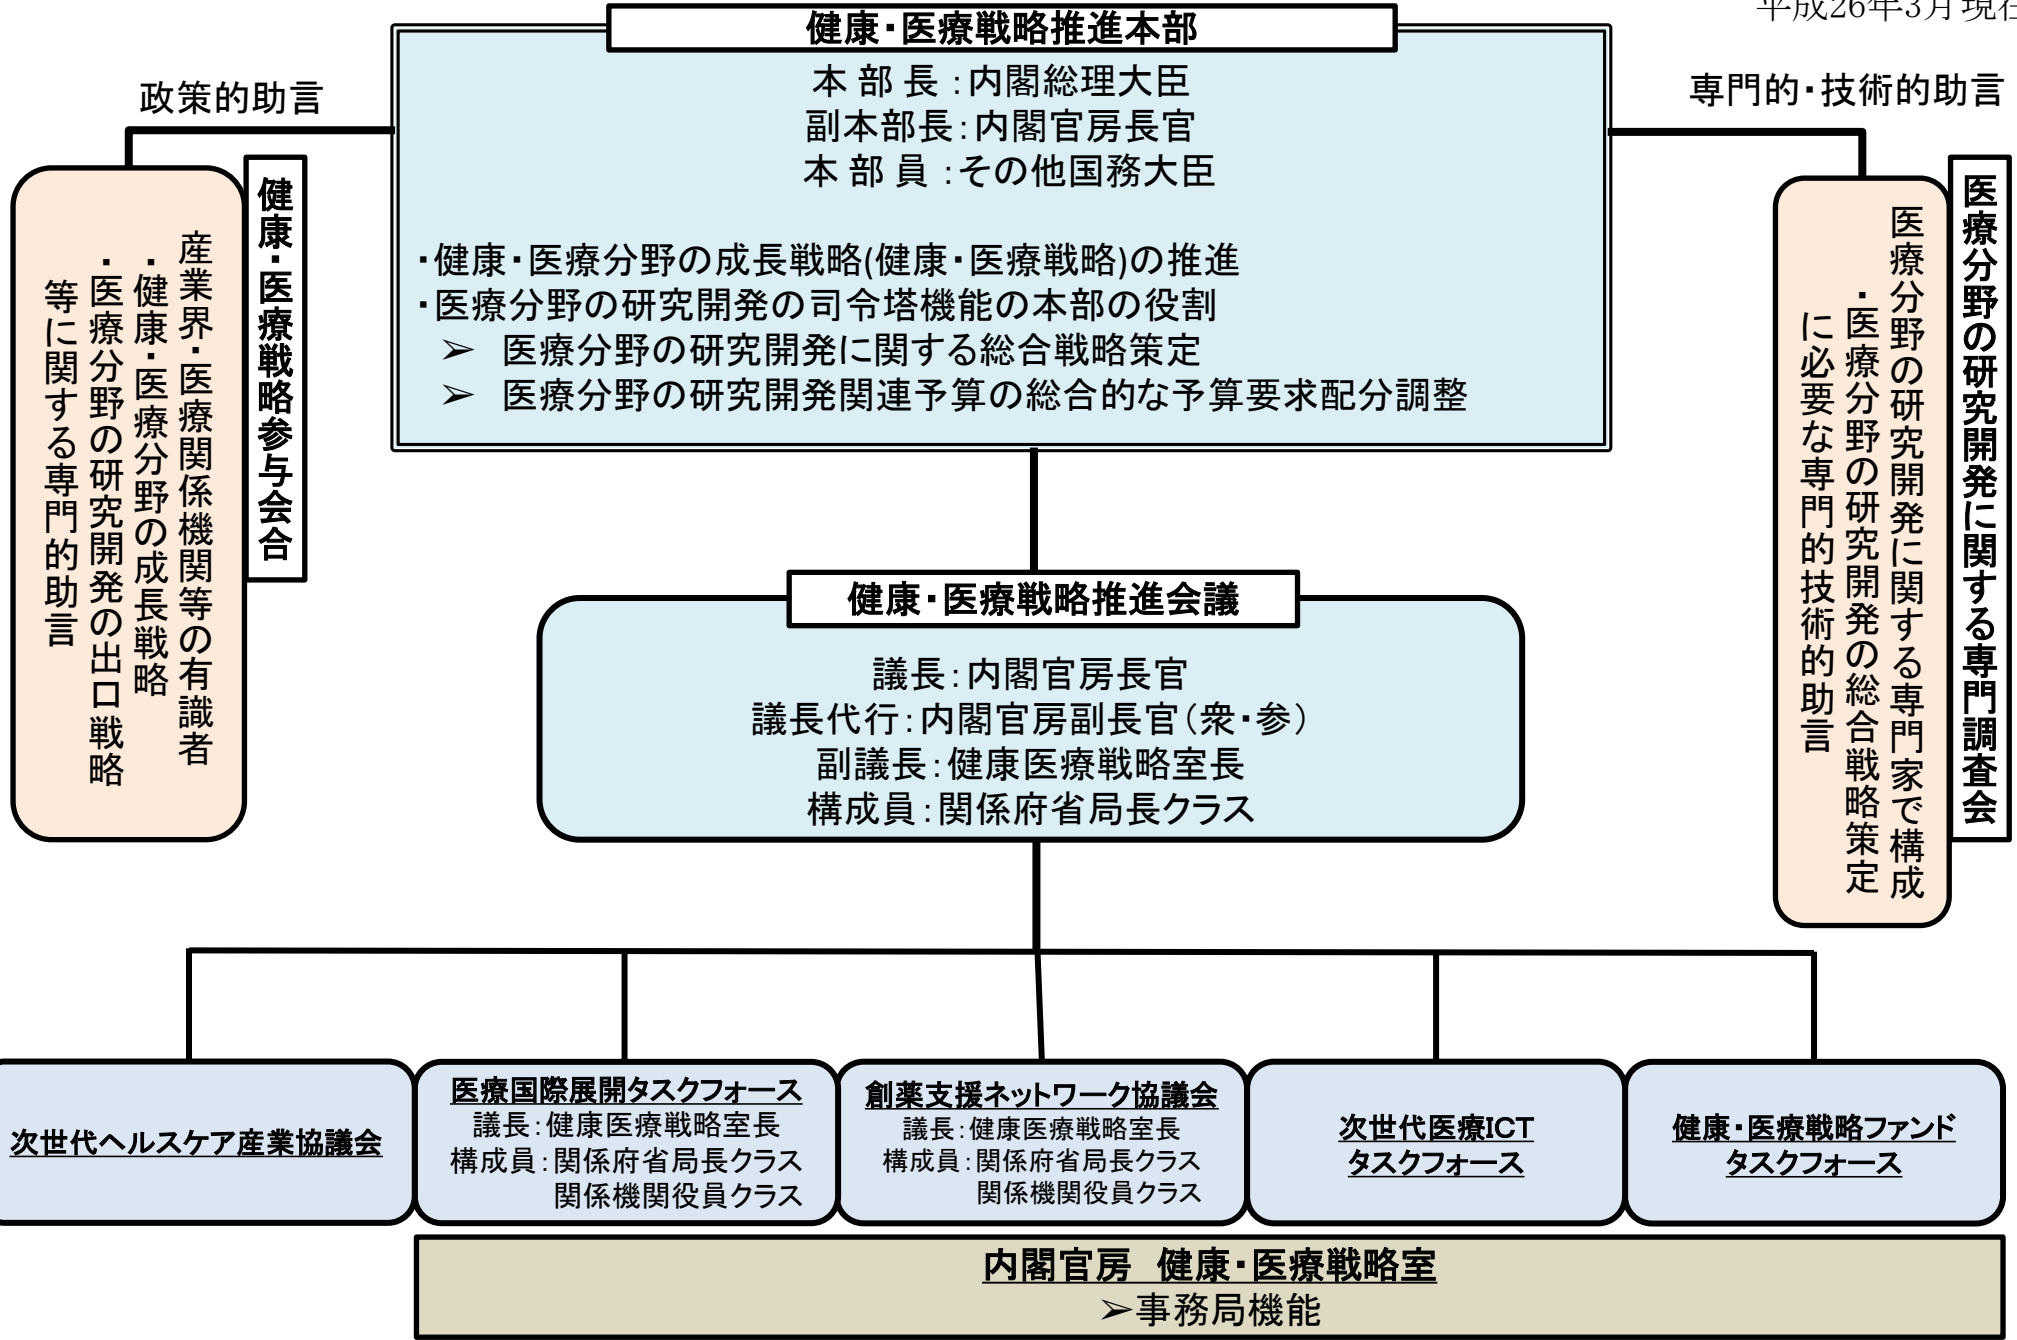 平成26年3月現在
健康・医療戦略推進本部
本 部 長：内閣総理大臣
副本部長：内閣官房長官
本 部 員：その他国務大臣
・健康・医療分野の成長戦略(健康・医療戦略)の推進
・医療分野の研究開発の司令塔機能の本部の役割
➢ 医療分野の研究開発に関する総合戦略策定
➢ 医療分野の研究開発関連予算の総合的な予算要求配分調整
政策的助言
健康・医療戦略参与会合
産業界・医療関係機関等の有識者
・健康・医療分野の成長戦略
・医療分野の研究開発の出口戦略
等に関する専門的助言
専門的・技術的助言
医療分野の研究開発に関する専門調査会
医療分野の研究開発に関する専門家で構成
・医療分野の研究開発の総合戦略策定
に必要な専門的技術的助言
健康・医療戦略推進会議
議長：内閣官房長官
議長代行：内閣官房副長官（衆・参）
副議長：健康医療戦略室長
構成員：関係府省局長クラス
次世代ヘルスケア産業協議会
医療国際展開タスクフォース
議長：健康医療戦略室長
構成員：関係府省局長クラス
関係機関役員クラス
創薬支援ネットワーク協議会
議長：健康医療戦略室長
構成員：関係府省局長クラス
関係機関役員クラス
次世代医療ICT
タスクフォース
健康・医療戦略ファンド
タスクフォース
内閣官房　健康・医療戦略室
➢事務局機能